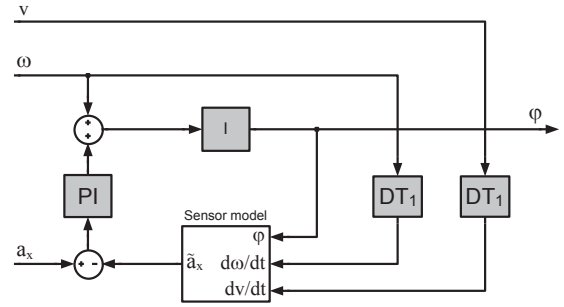 v
ω
φ
+
+
I
PI
DT₁
DT₁
Sensor model
φ
aₓ
+
-
ãₓ
dω/dt
dv/dt